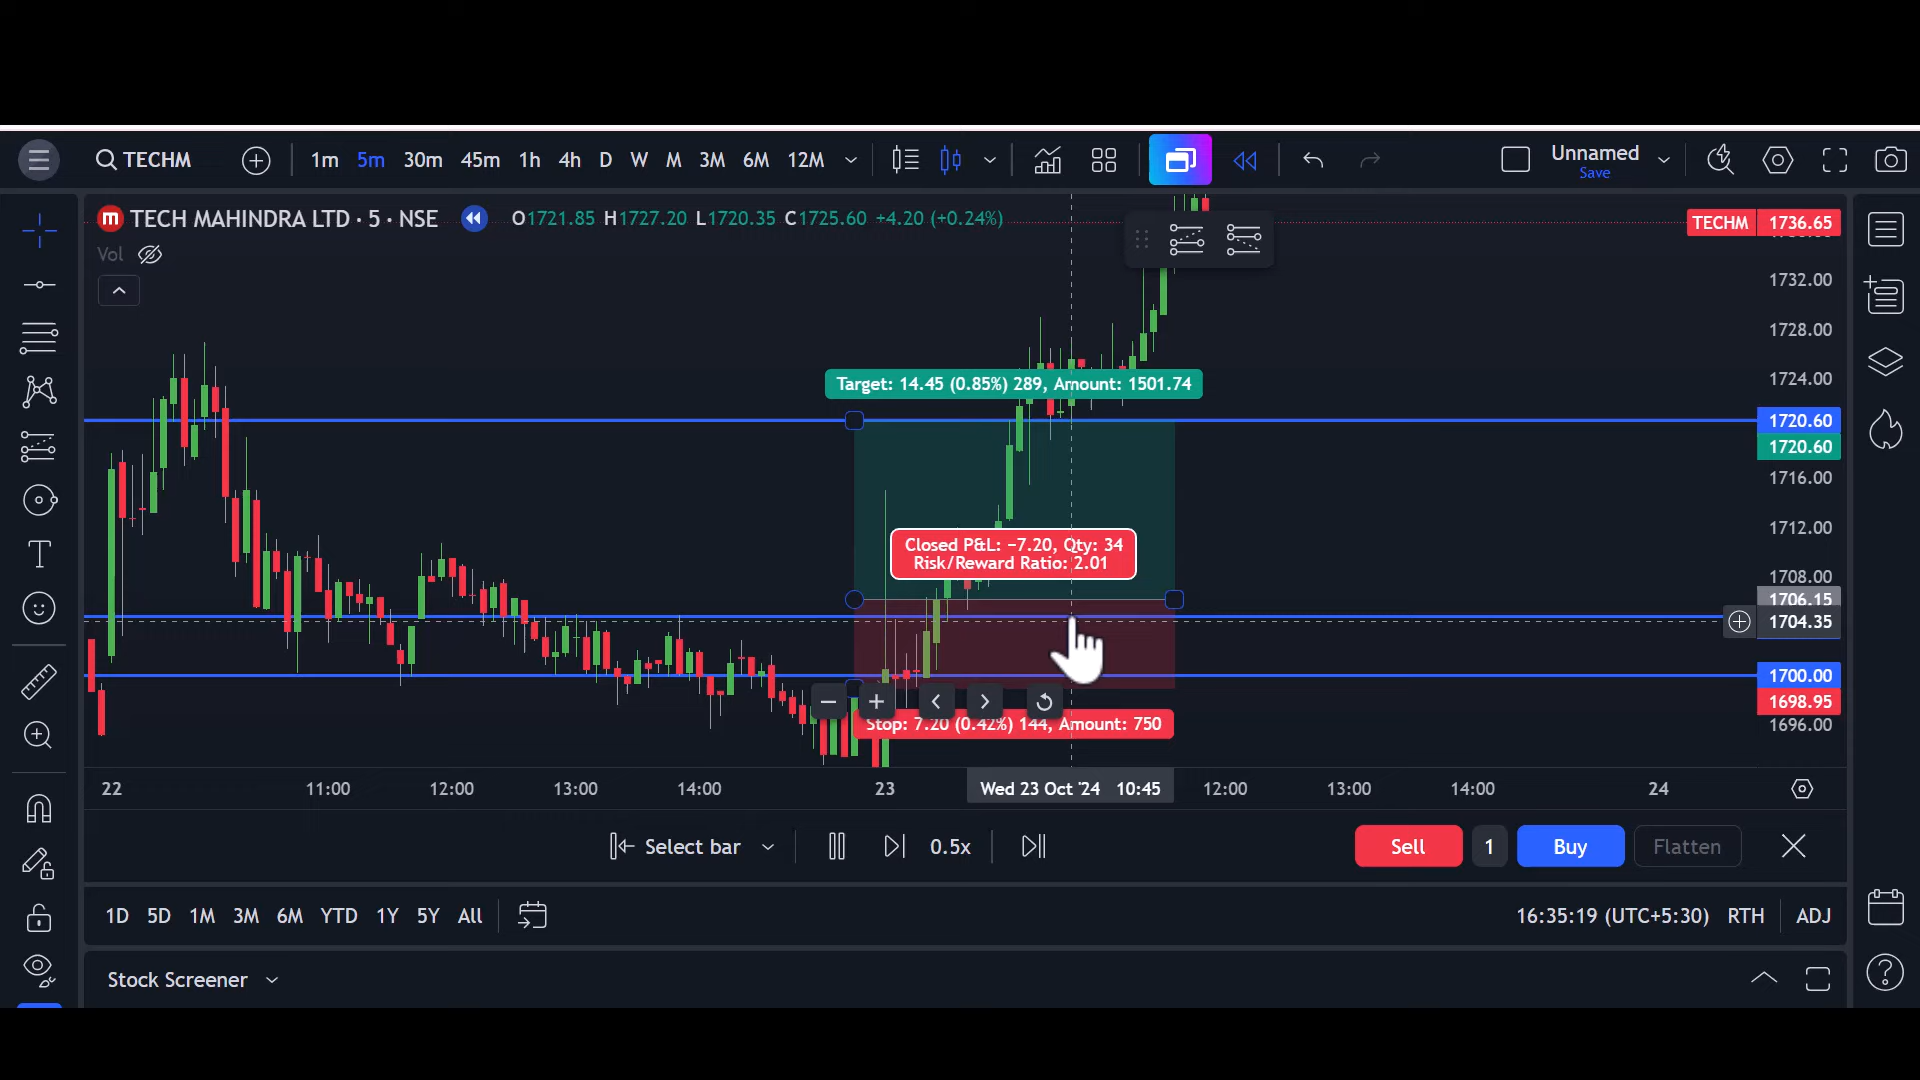 TECHM
1m 5m 30m 45m 1h 4h D W M 3M 6M 12M
Unnamed
Save
m TECH MAHINDRA LTD · 5 · NSE
O1721.85 H1727.20 L1720.35 C1725.60 +4.20 (+0.24%)
Vol
TECHM 1736.65
1732.00
1728.00
1724.00
1720.60
1720.60
1716.00
1712.00
1708.00
1706.15
1704.35
1700.00
1698.95
1696.00
Target: 14.45 (0.85%) 289, Amount: 1501.74
Closed P&L: −7.20, Qty: 34
Risk/Reward Ratio: 2.01
Stop: 7.20 (0.42%) 144, Amount: 750
22 11:00 12:00 13:00 14:00 23 Wed 23 Oct '24 10:45 12:00 13:00 14:00 24
Select bar 0.5x Sell 1 Buy Flatten
1D 5D 1M 3M 6M YTD 1Y 5Y All
16:35:19 (UTC+5:30) RTH ADJ
Stock Screener